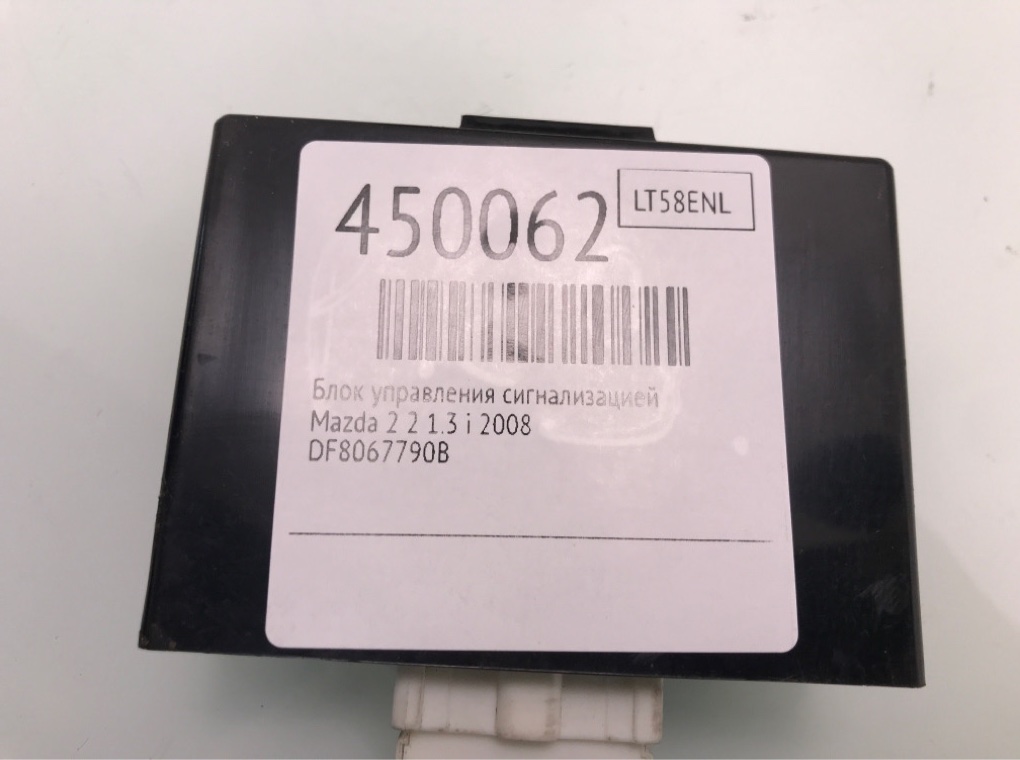 450062
LT58ENL
Блок управления сигнализацией
Mazda 2 2 1.3 i 2008
DF8067790B